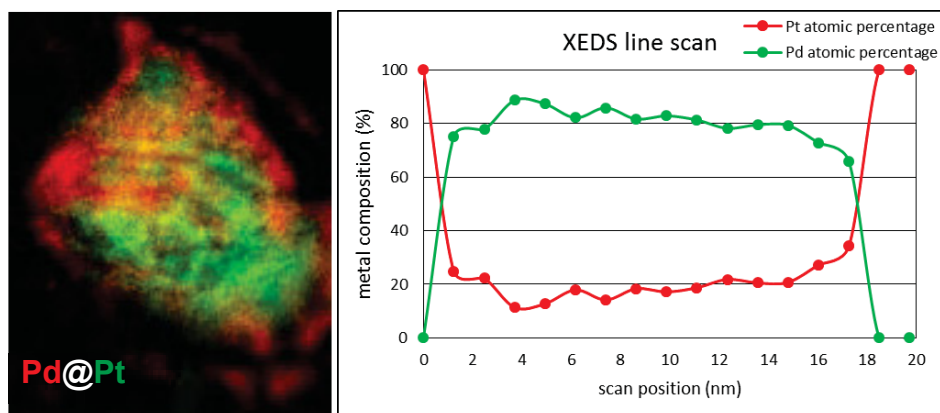 Pd@Pt
XEDS line scan
Pt atomic percentage
Pd atomic percentage
metal composition (%)
100
80
60
40
20
0
0 2 4 6 8 10 12 14 16 18 20
scan position (nm)